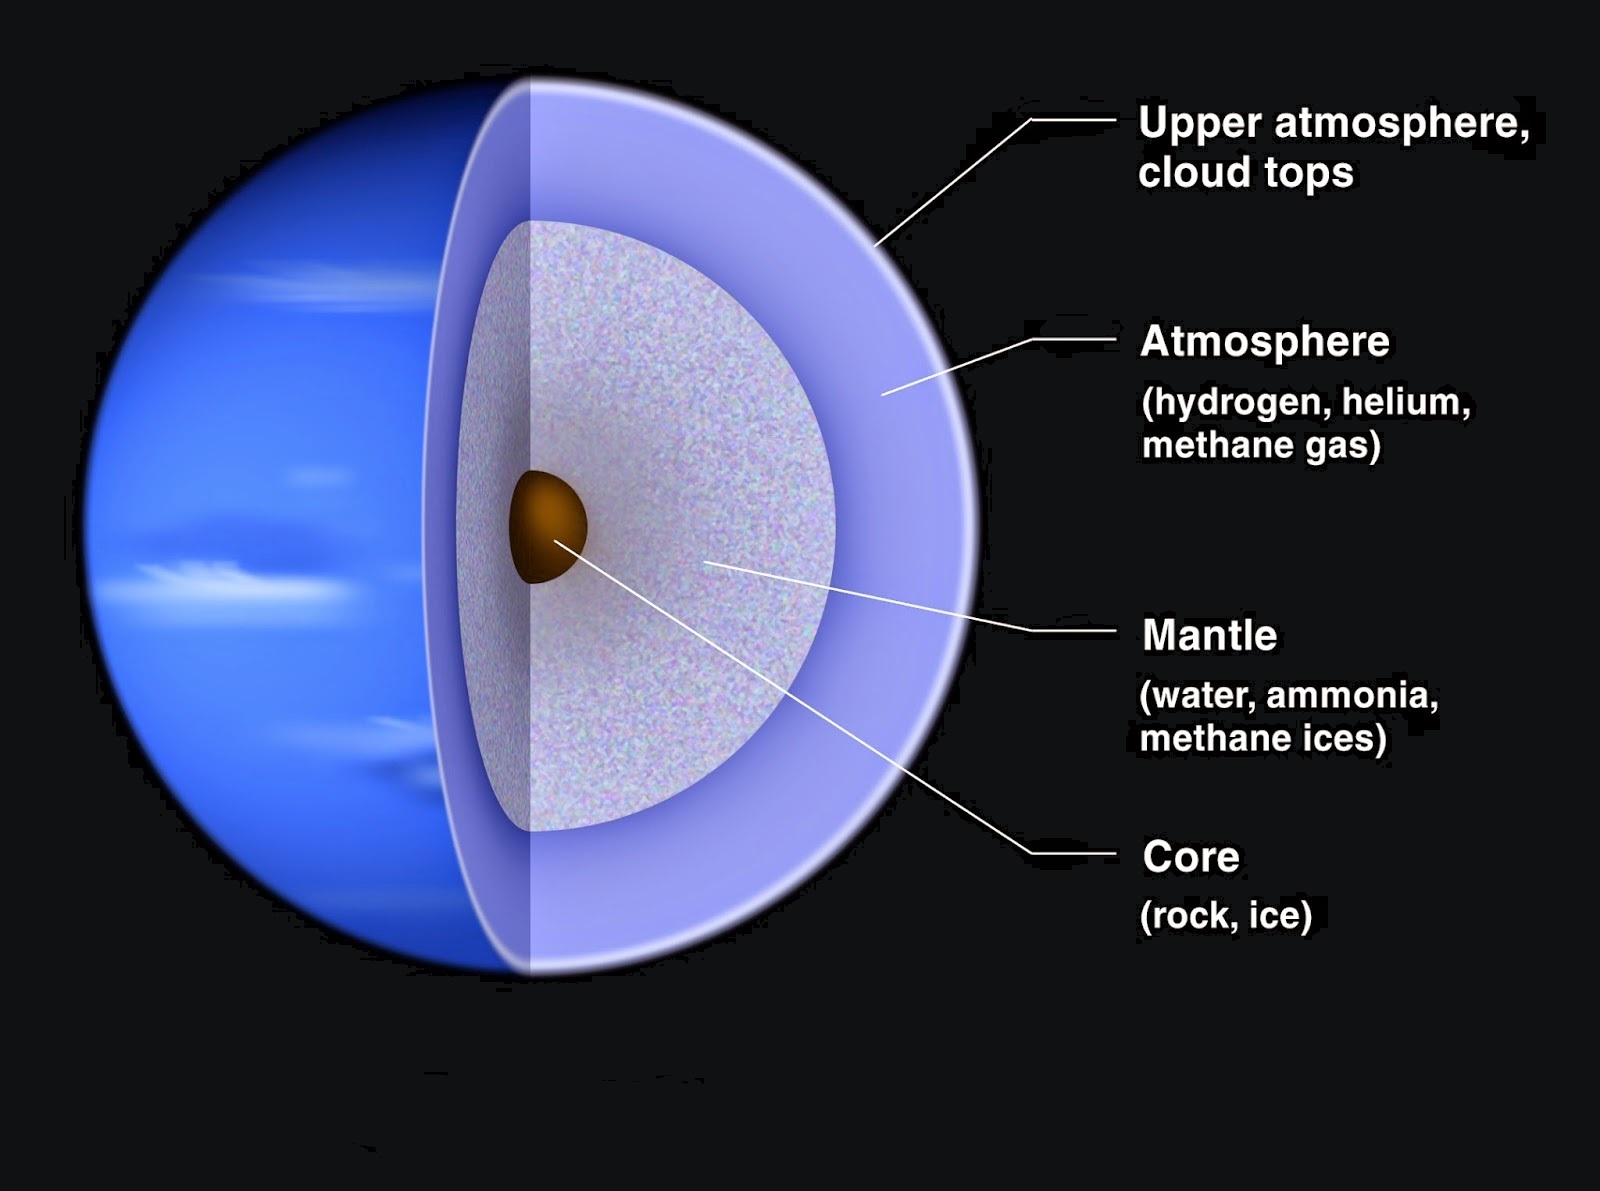 Upper atmosphere,
cloud tops
Atmosphere
(hydrogen, helium,
methane gas)
Mantle
(water, ammonia,
methane ices)
Core
(rock, ice)